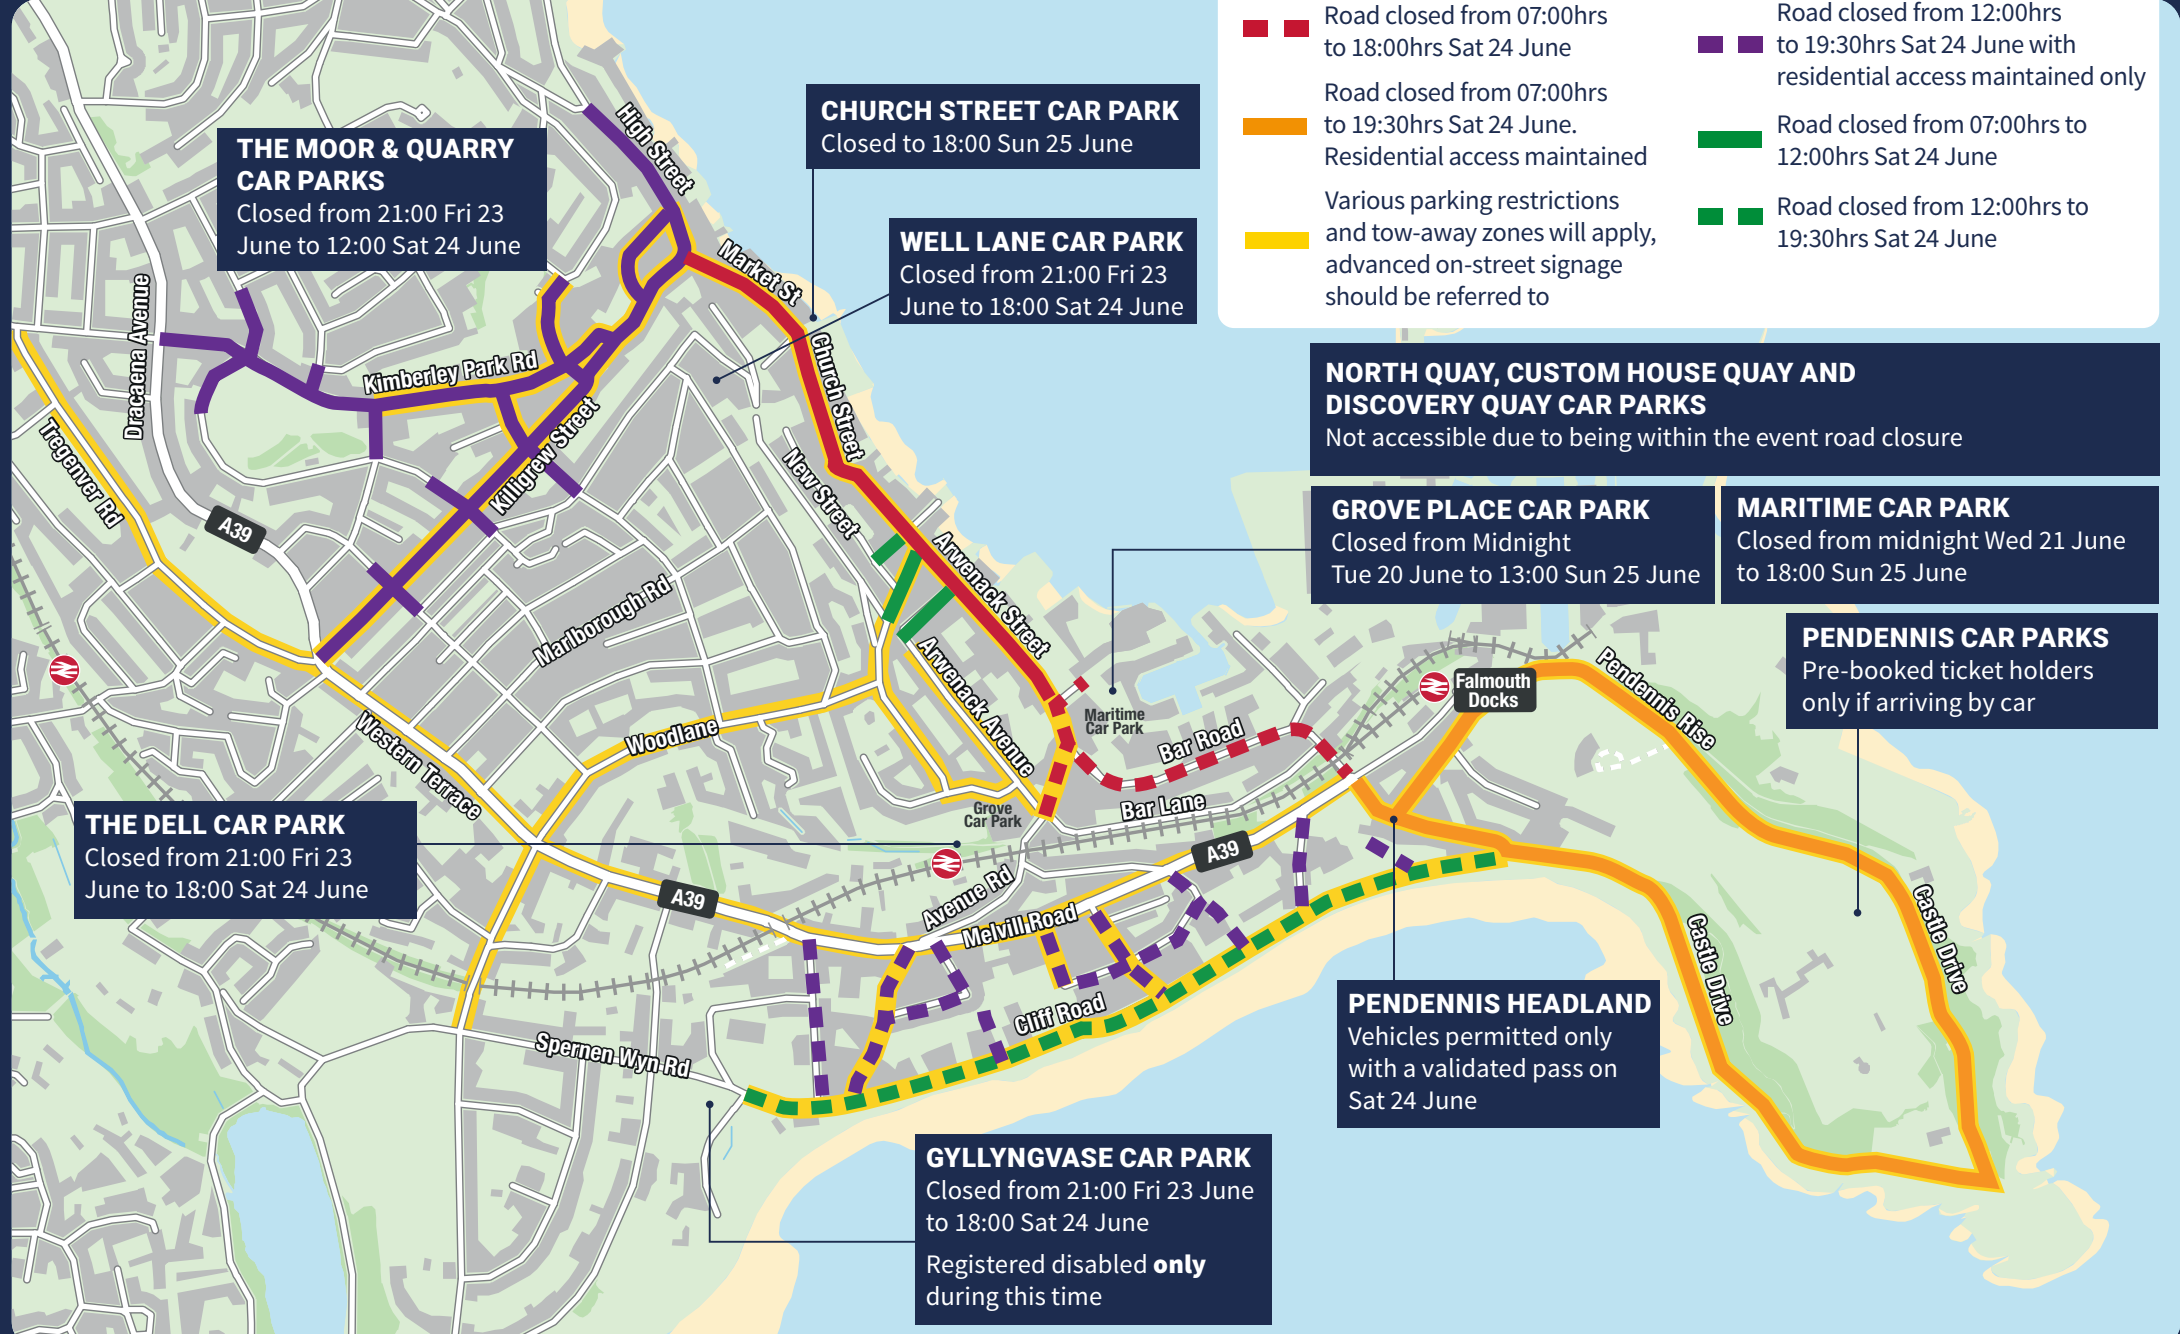 Road closed from 07:00hrs
to 18:00hrs Sat 24 June
Road closed from 07:00hrs
to 19:30hrs Sat 24 June.
Residential access maintained
Various parking restrictions
and tow-away zones will apply,
advanced on-street signage
should be referred to
Road closed from 12:00hrs
to 19:30hrs Sat 24 June with
residential access maintained only
Road closed from 07:00hrs to
12:00hrs Sat 24 June
Road closed from 12:00hrs to
19:30hrs Sat 24 June
CHURCH STREET CAR PARK
Closed to 18:00 Sun 25 June
THE MOOR & QUARRY
CAR PARKS
Closed from 21:00 Fri 23
June to 12:00 Sat 24 June
WELL LANE CAR PARK
Closed from 21:00 Fri 23
June to 18:00 Sat 24 June
NORTH QUAY, CUSTOM HOUSE QUAY AND
DISCOVERY QUAY CAR PARKS
Not accessible due to being within the event road closure
GROVE PLACE CAR PARK
Closed from Midnight
Tue 20 June to 13:00 Sun 25 June
MARITIME CAR PARK
Closed from midnight Wed 21 June
to 18:00 Sun 25 June
PENDENNIS CAR PARKS
Pre-booked ticket holders
only if arriving by car
THE DELL CAR PARK
Closed from 21:00 Fri 23
June to 18:00 Sat 24 June
PENDENNIS HEADLAND
Vehicles permitted only
with a validated pass on
Sat 24 June
GYLLYNGVASE CAR PARK
Closed from 21:00 Fri 23 June
to 18:00 Sat 24 June
Registered disabled only
during this time
High Street
Market St
Church Street
Dracaena Avenue
Kimberley Park Rd
Killigrew Street
Tregenver Rd
A39
New Street
Arwenack Street
Marlborough Rd
Arwenack Avenue
Woodlane
Western Terrace
Maritime
Car Park
Bar Road
Falmouth
Docks
Pendennis Rise
Grove
Car Park
Bar Lane
A39
A39
Avenue Rd
Melvill Road
Castle Drive
Castle Drive
Cliff Road
Spernen Wyn Rd